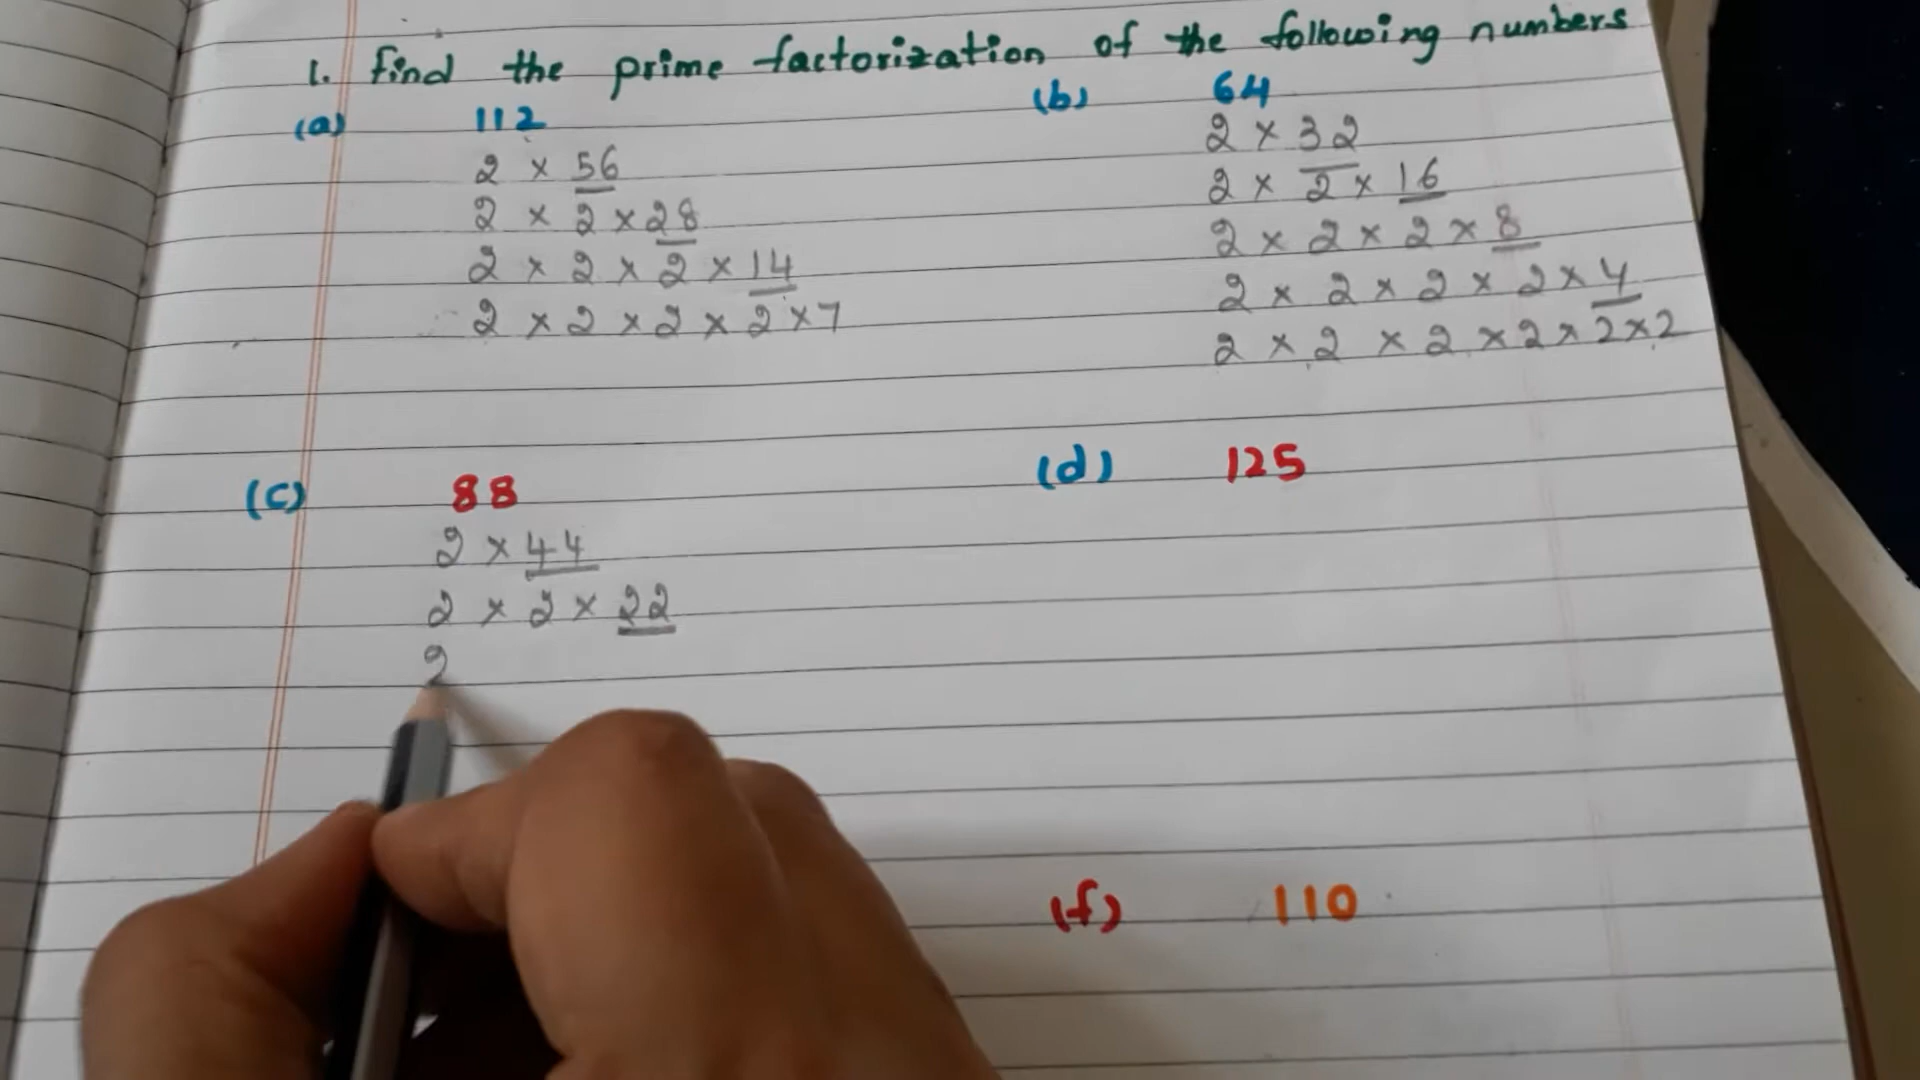 1. Find the prime factorization of the following numbers
(a) 112
2 × 56
2 × 2 × 28
2 × 2 × 2 × 14
2 × 2 × 2 × 2 × 7
(b) 64
2 × 32
2 × 2 × 16
2 × 2 × 2 × 8
2 × 2 × 2 × 2 × 4
2 × 2 × 2 × 2 × 2 × 2
(c) 88
2 × 44
2 × 2 × 22
2
(d) 125
(f) 110